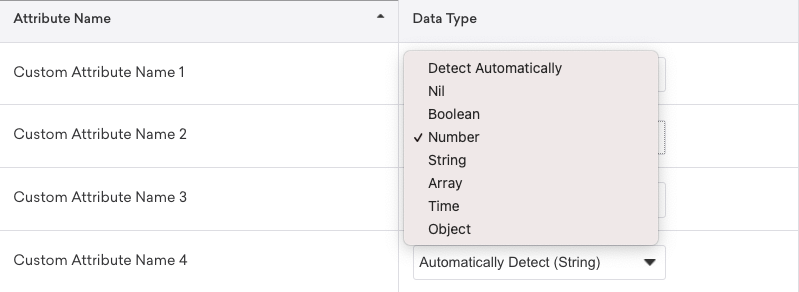 Attribute Name
Data Type
Custom Attribute Name 1
Detect Automatically
Nil
Boolean
Custom Attribute Name 2
✓ Number
String
Custom Attribute Name 3
Array
Time
Object
Custom Attribute Name 4
Automatically Detect (String)